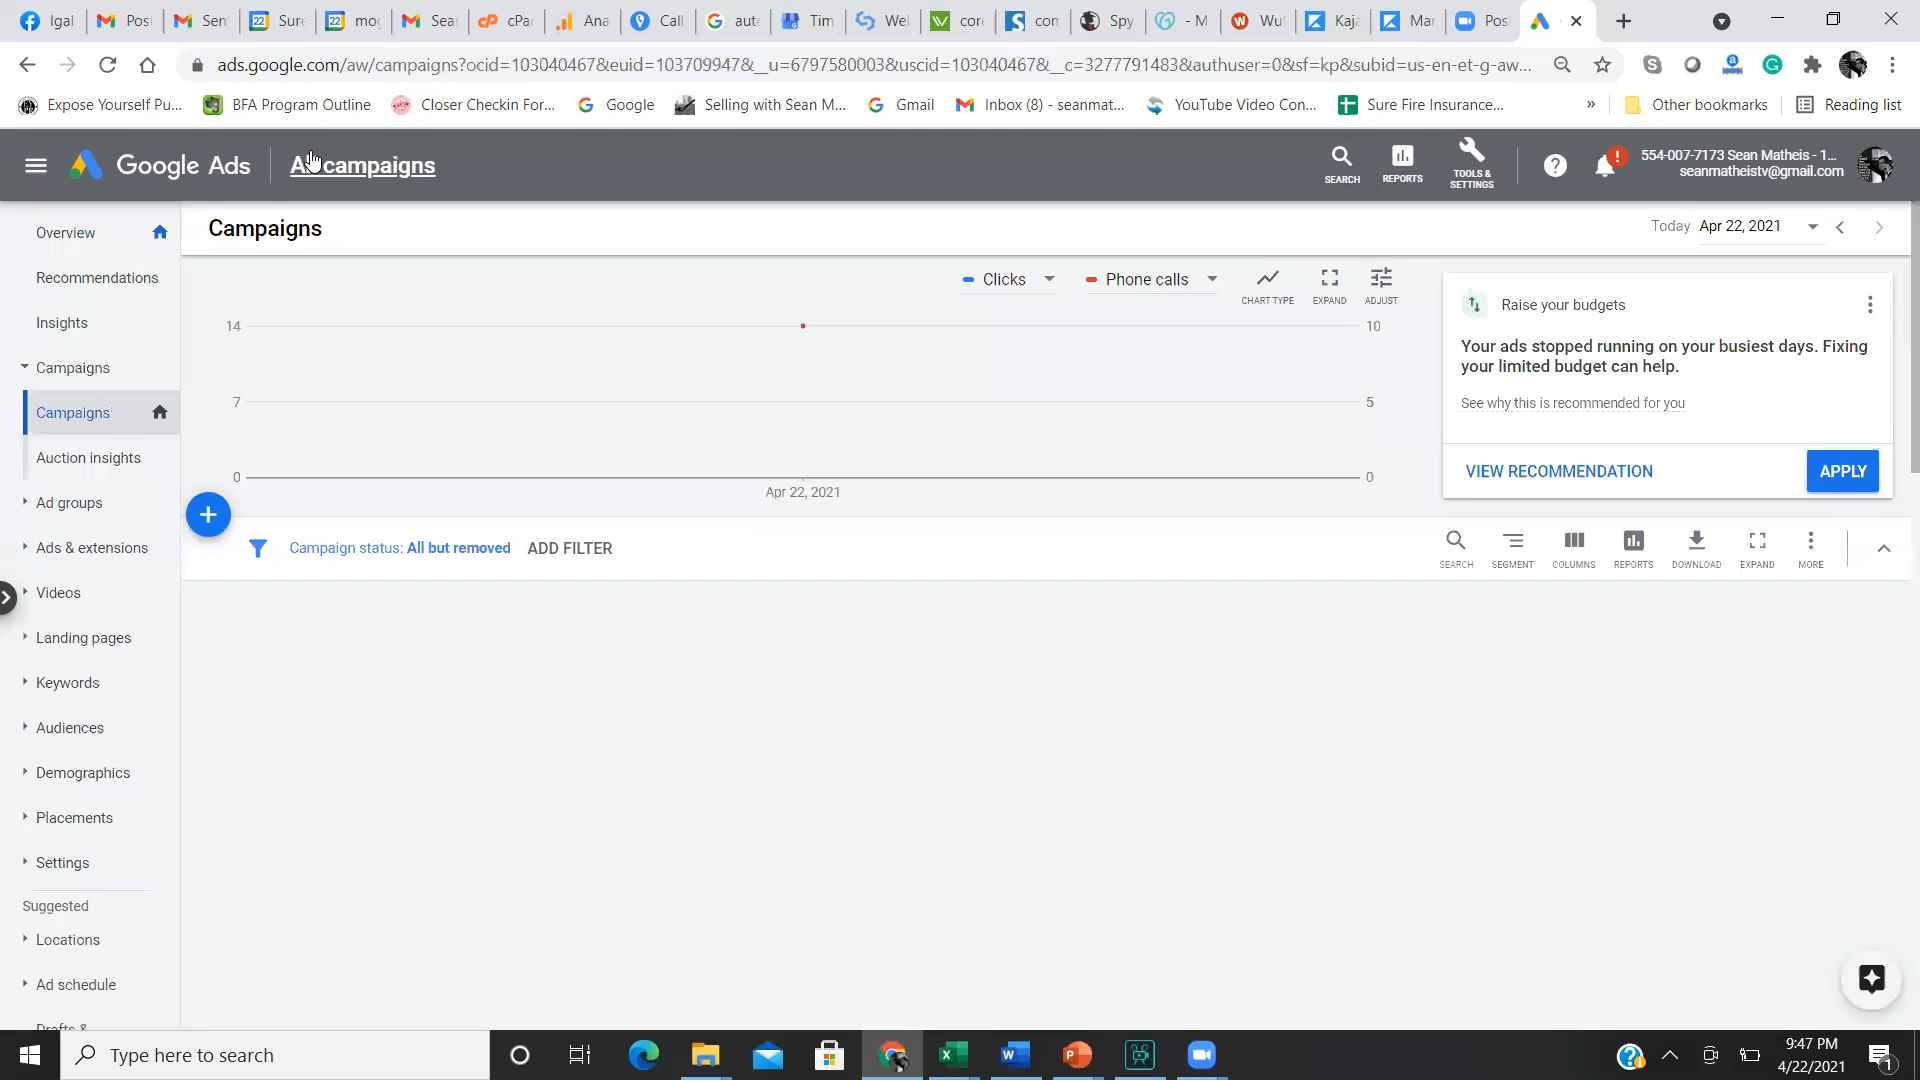 Igal
Pos
Sen
22 Sure
22 mo
Sea
cPar
Ana
Call
aut
Tim
Wel
core
S con
Spy
- M
Wu
Kaja
Mar
Pos
ads.google.com/aw/campaigns?ocid=103040467&euid=103709947&__u=6797580003&uscid=103040467&__c=3277791483&authuser=0&sf=kp&subid=us-en-et-g-aw...
Expose Yourself Pu...
BFA Program Outline
Closer Checkin For...
Google
Selling with Sean M...
Gmail
Inbox (8) - seanmat...
YouTube Video Con...
Sure Fire Insurance...
»
Other bookmarks
Reading list
Google Ads
All campaigns
SEARCH
REPORTS
TOOLS &
SETTINGS
?
!
554-007-7173 Sean Matheis - 1...
seanmatheistv@gmail.com
Overview
Recommendations
Insights
Campaigns
Campaigns
Auction insights
Ad groups
Ads & extensions
Videos
Landing pages
Keywords
Audiences
Demographics
Placements
Settings
Suggested
Locations
Ad schedule
Drafts &
Campaigns
Today Apr 22, 2021
Clicks
Phone calls
CHART TYPE
EXPAND
ADJUST
14
10
7
5
0
0
Apr 22, 2021
Raise your budgets
Your ads stopped running on your busiest days. Fixing
your limited budget can help.
See why this is recommended for you
VIEW RECOMMENDATION
APPLY
Campaign status: All but removed
ADD FILTER
SEARCH
SEGMENT
COLUMNS
REPORTS
DOWNLOAD
EXPAND
MORE
Type here to search
9:47 PM
4/22/2021
1